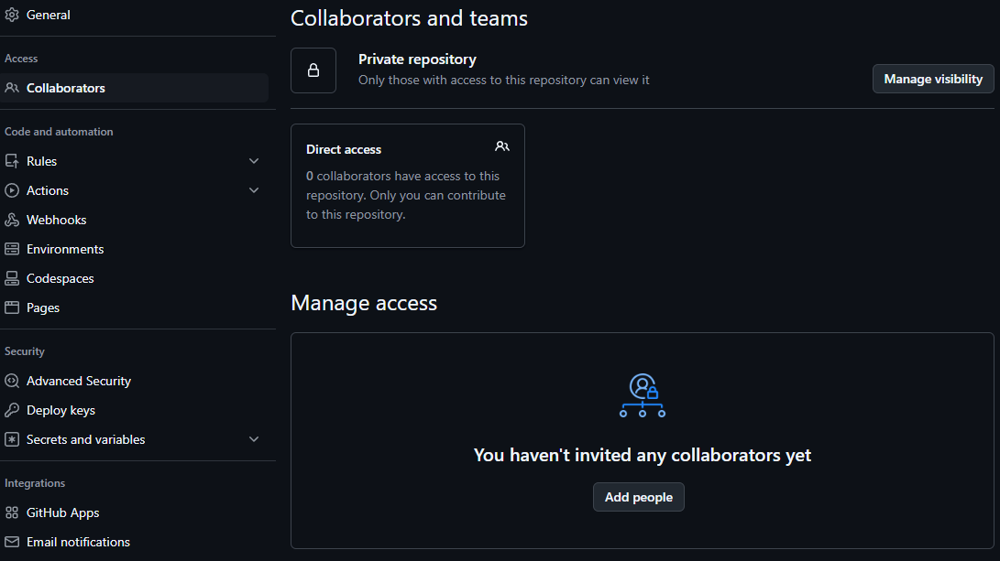 General
Access
Collaborators
Code and automation
Rules
Actions
Webhooks
Environments
Codespaces
Pages
Security
Advanced Security
Deploy keys
Secrets and variables
Integrations
GitHub Apps
Email notifications
Collaborators and teams
Private repository
Only those with access to this repository can view it
Manage visibility
Direct access
0 collaborators have access to this
repository. Only you can contribute
to this repository.
Manage access
You haven't invited any collaborators yet
Add people